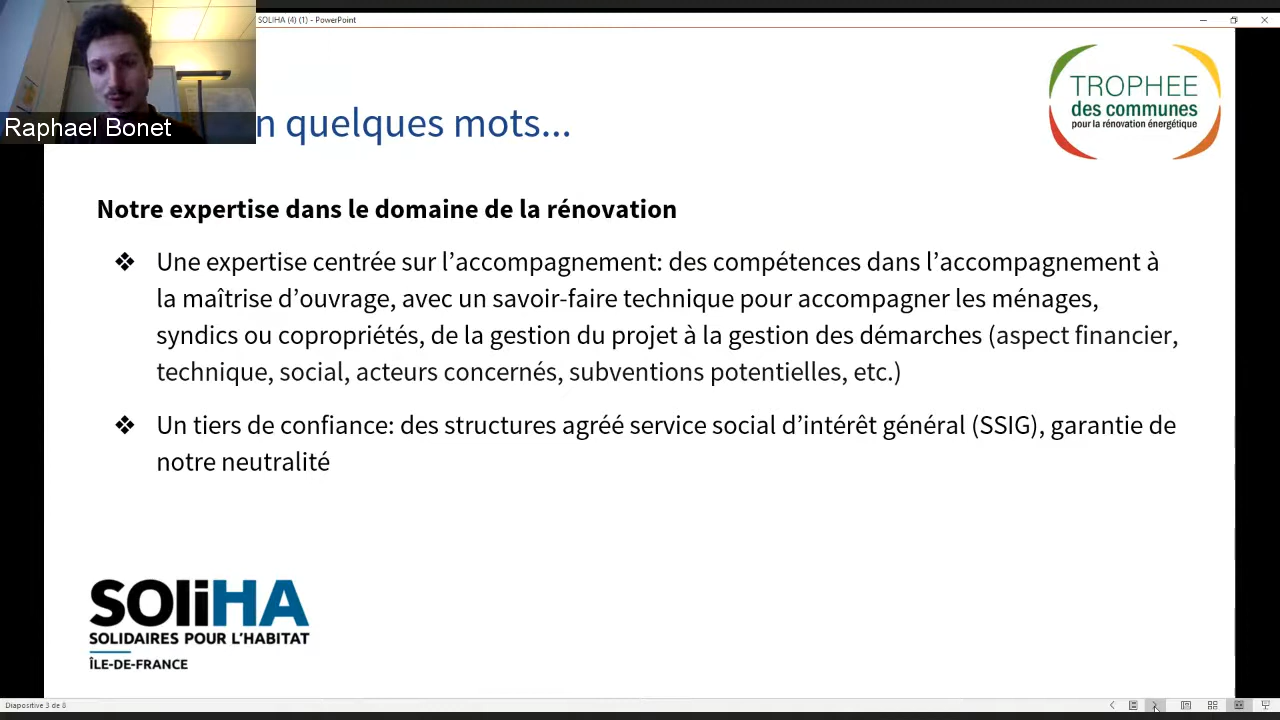 SOLIHA (4) (1) - PowerPoint
Raphael Bonet
n quelques mots...
TROPHEE
des communes
pour la rénovation énergétique
Notre expertise dans le domaine de la rénovation
❖ Une expertise centrée sur l’accompagnement: des compétences dans l’accompagnement à
la maîtrise d’ouvrage, avec un savoir-faire technique pour accompagner les ménages,
syndics ou copropriétés, de la gestion du projet à la gestion des démarches (aspect financier,
technique, social, acteurs concernés, subventions potentielles, etc.)
❖ Un tiers de confiance: des structures agréé service social d’intérêt général (SSIG), garantie de
notre neutralité
SOliHA
SOLIDAIRES POUR L’HABITAT
ÎLE-DE-FRANCE
Diapositive 3 de 8